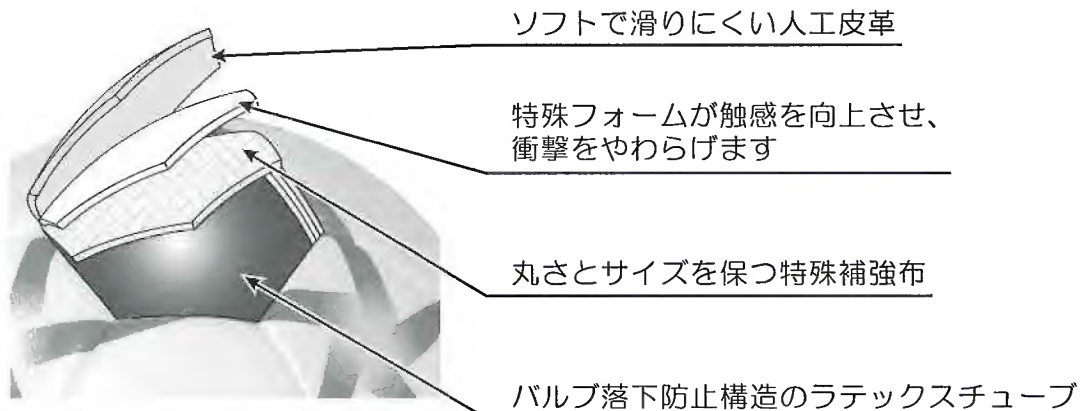 ソフトで滑りにくい人工皮革
特殊フォームが触感を向上させ、
衝撃をやわらげます
丸さとサイズを保つ特殊補強布
バルブ落下防止構造のラテックスチューブ